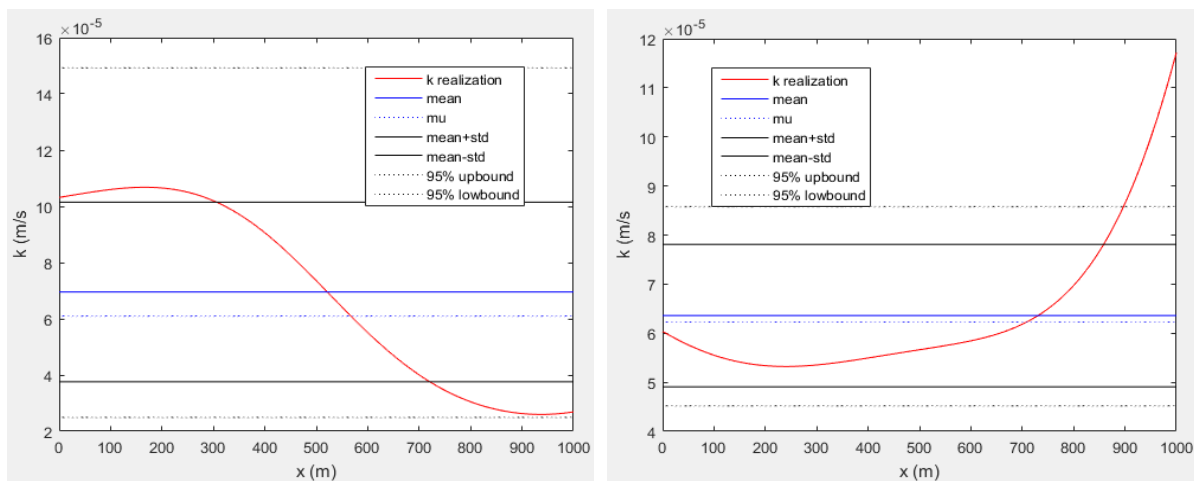 ×10⁻⁵
16
14
12
10
8
6
4
2
k (m/s)
0 100 200 300 400 500 600 700 800 900 1000
x (m)
k realization
mean
mu
mean+std
mean-std
95% upbound
95% lowbound
×10⁻⁵
12
11
10
9
8
7
6
5
4
k (m/s)
0 100 200 300 400 500 600 700 800 900 1000
x (m)
k realization
mean
mu
mean+std
mean-std
95% upbound
95% lowbound